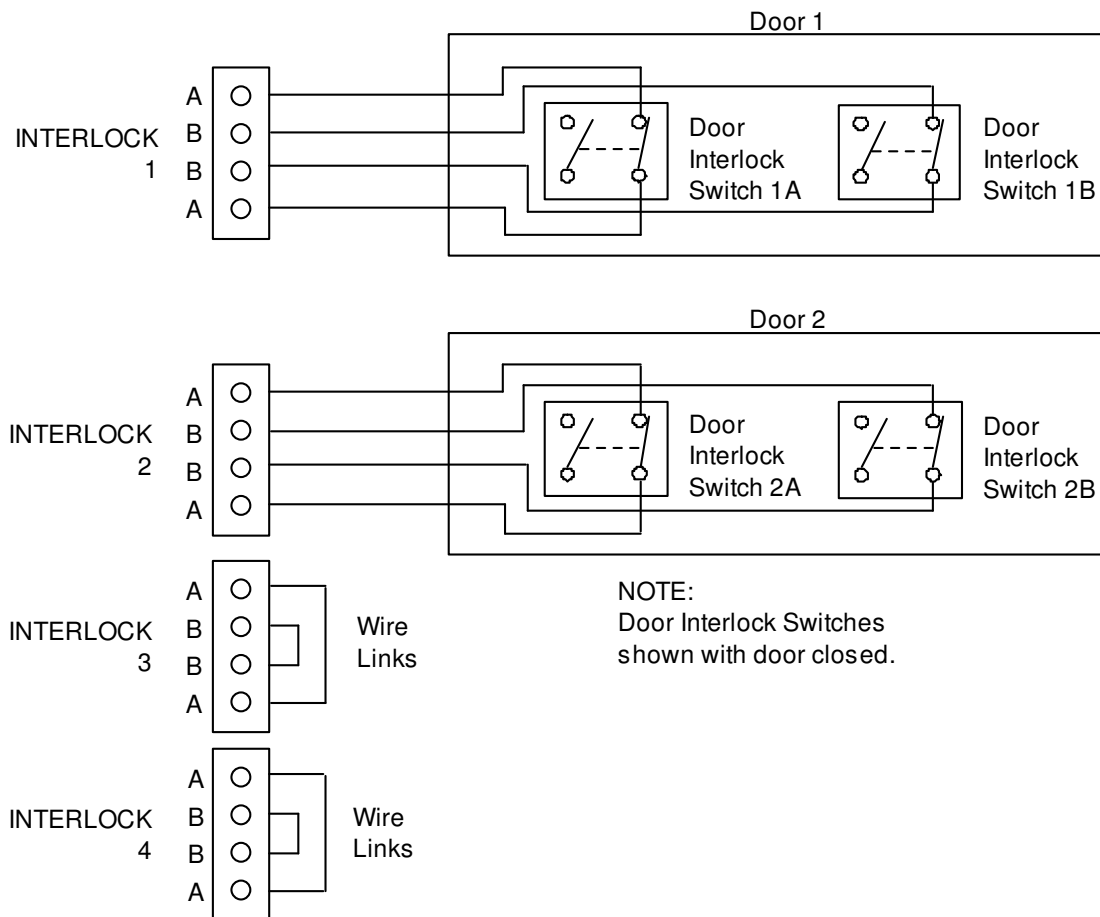 Door 1
INTERLOCK
1
A
B
B
A
Door
Interlock
Switch 1A
Door
Interlock
Switch 1B
Door 2
INTERLOCK
2
A
B
B
A
Door
Interlock
Switch 2A
Door
Interlock
Switch 2B
INTERLOCK
3
A
B
B
A
Wire
Links
NOTE:
Door Interlock Switches
shown with door closed.
INTERLOCK
4
A
B
B
A
Wire
Links